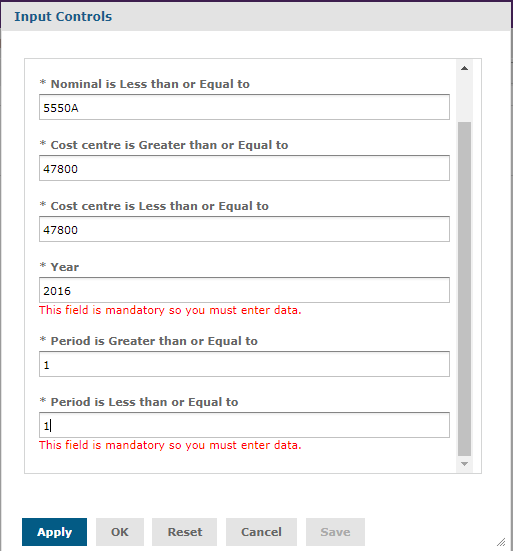 Input Controls
* Nominal is Less than or Equal to
5550A
* Cost centre is Greater than or Equal to
47800
* Cost centre is Less than or Equal to
47800
* Year
2016
This field is mandatory so you must enter data.
* Period is Greater than or Equal to
1
* Period is Less than or Equal to
1
This field is mandatory so you must enter data.
Apply OK Reset Cancel Save